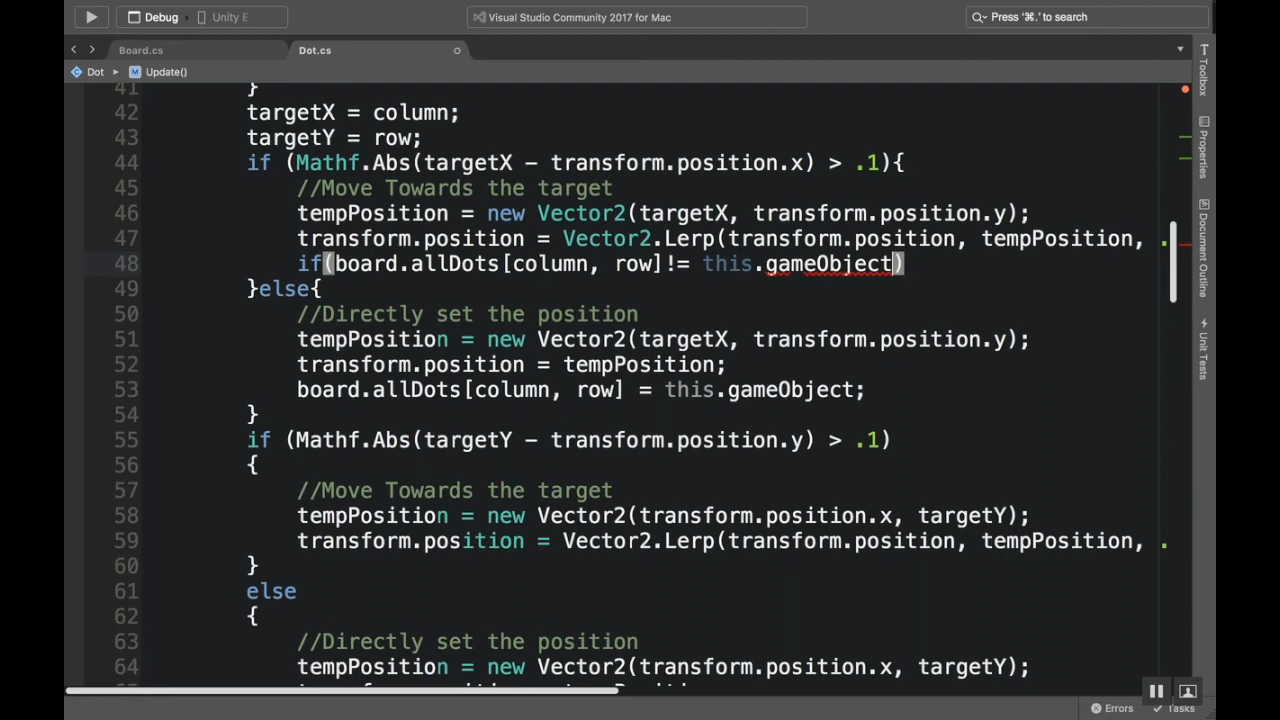 Debug
Unity E
Visual Studio Community 2017 for Mac
Press '⌘.' to search
Board.cs
Dot.cs
Dot
Update()
41 }
42 targetX = column;
43 targetY = row;
44 if (Mathf.Abs(targetX - transform.position.x) > .1){
45 //Move Towards the target
46 tempPosition = new Vector2(targetX, transform.position.y);
47 transform.position = Vector2.Lerp(transform.position, tempPosition, .
48 if(board.allDots[column, row]!= this.gameObject)
49 }else{
50 //Directly set the position
51 tempPosition = new Vector2(targetX, transform.position.y);
52 transform.position = tempPosition;
53 board.allDots[column, row] = this.gameObject;
54 }
55 if (Mathf.Abs(targetY - transform.position.y) > .1)
56 {
57 //Move Towards the target
58 tempPosition = new Vector2(transform.position.x, targetY);
59 transform.position = Vector2.Lerp(transform.position, tempPosition, .
60 }
61 else
62 {
63 //Directly set the position
64 tempPosition = new Vector2(transform.position.x, targetY);
Toolbox
Properties
Document Outline
Unit Tests
Errors
Tasks